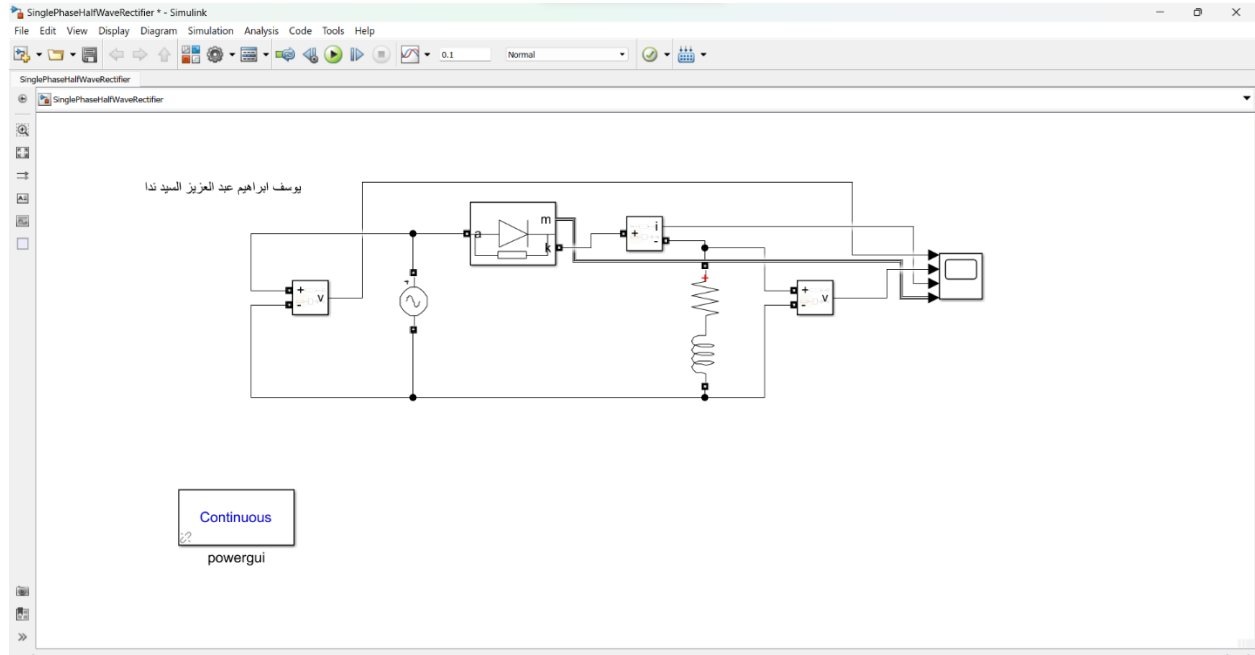 SinglePhaseHalfWaveRectifier * - Simulink
File Edit View Display Diagram Simulation Analysis Code Tools Help
0.1 Normal
SinglePhaseHalfWaveRectifier
SinglePhaseHalfWaveRectifier
يوسف ابراهيم عبد العزيز السيد ندا
m
a
k
i
+
-
+
+
v
-
+
v
-
Continuous
powergui